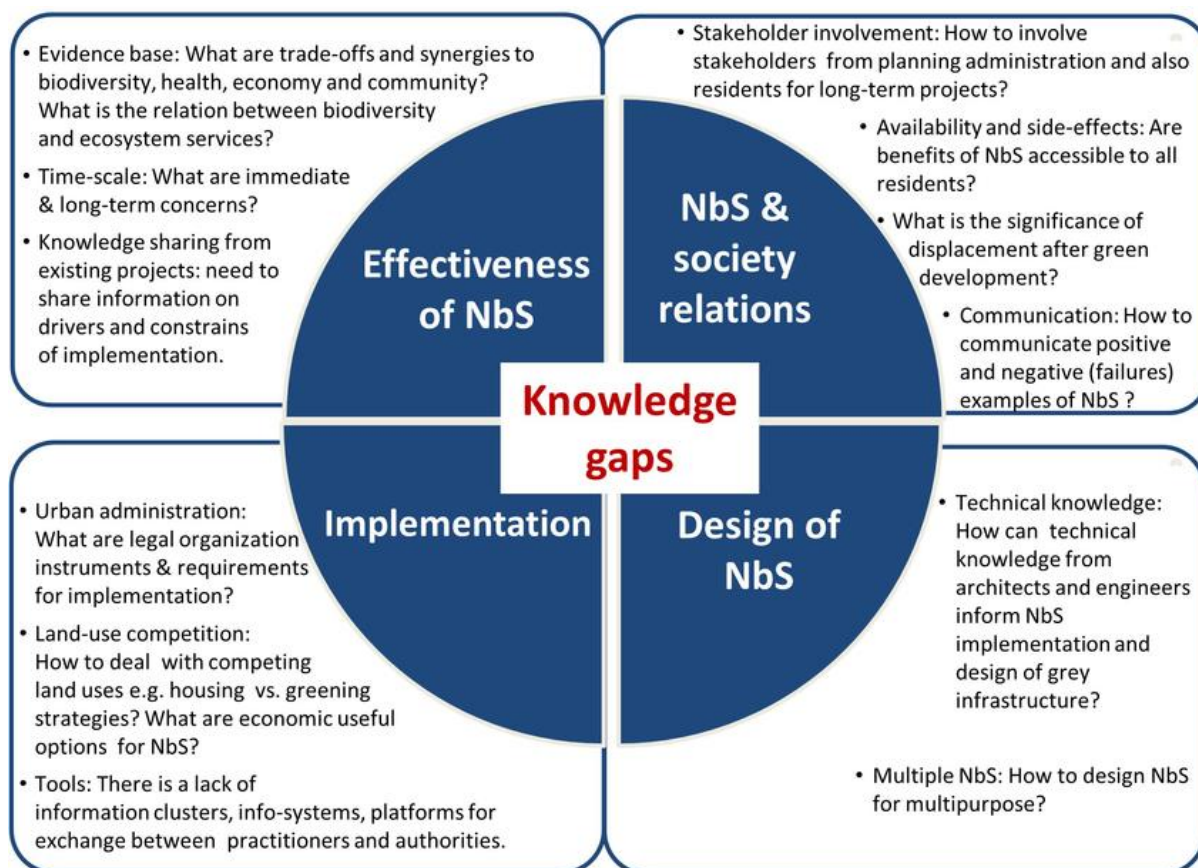 • Evidence base: What are trade-offs and synergies to
biodiversity, health, economy and community?
What is the relation between biodiversity
and ecosystem services?
• Time-scale: What are immediate
& long-term concerns?
• Knowledge sharing from
existing projects: need to
share information on
drivers and constrains
of implementation.
Effectiveness
of NbS
• Stakeholder involvement: How to involve
stakeholders from planning administration and also
residents for long-term projects?
• Availability and side-effects: Are
benefits of NbS accessible to all
residents?
• What is the significance of
displacement after green
development?
• Communication: How to
communicate positive
and negative (failures)
examples of NbS ?
NbS &
society
relations
Knowledge
gaps
• Urban administration:
What are legal organization
instruments & requirements
for implementation?
• Land-use competition:
How to deal with competing
land uses e.g. housing vs. greening
strategies? What are economic useful
options for NbS?
• Tools: There is a lack of
information clusters, info-systems, platforms for
exchange between practitioners and authorities.
Implementation
Design of
NbS
• Technical knowledge:
How can technical
knowledge from
architects and engineers
inform NbS
implementation and
design of grey
infrastructure?
• Multiple NbS: How to design NbS
for multipurpose?